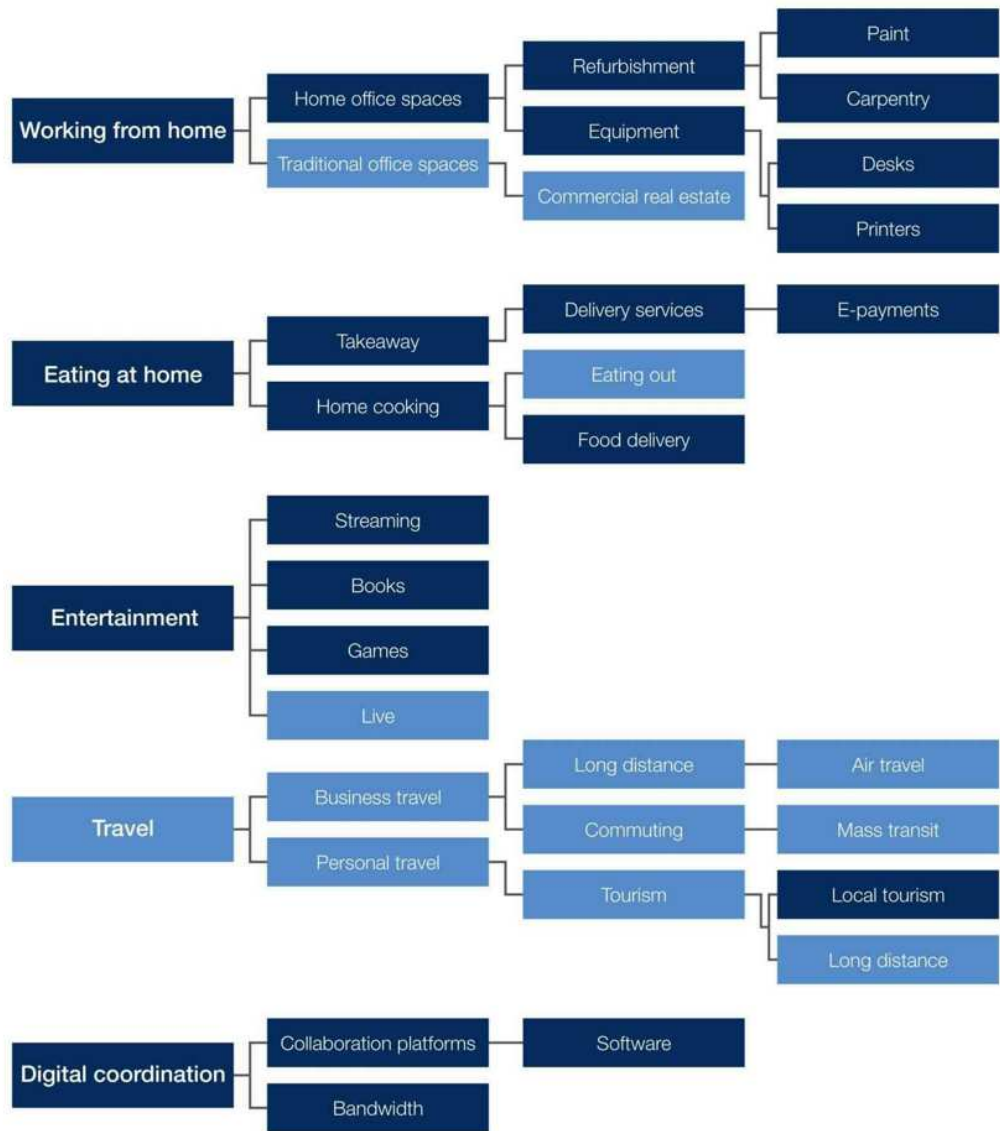 Working from home
Home office spaces
Traditional office spaces
Refurbishment
Equipment
Commercial real estate
Paint
Carpentry
Desks
Printers
Eating at home
Takeaway
Home cooking
Delivery services
Eating out
Food delivery
E-payments
Entertainment
Streaming
Books
Games
Live
Travel
Business travel
Personal travel
Long distance
Commuting
Tourism
Air travel
Mass transit
Local tourism
Long distance
Digital coordination
Collaboration platforms
Bandwidth
Software